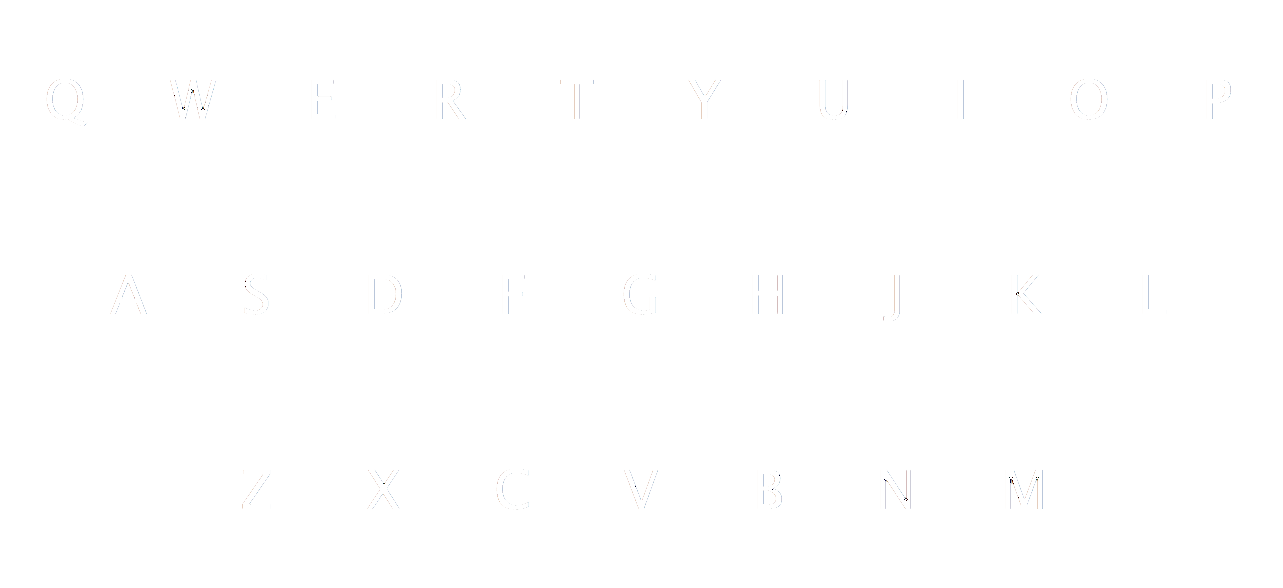 Q W E R T Y U I O P
A S D F G H J K L
Z X C V B N M